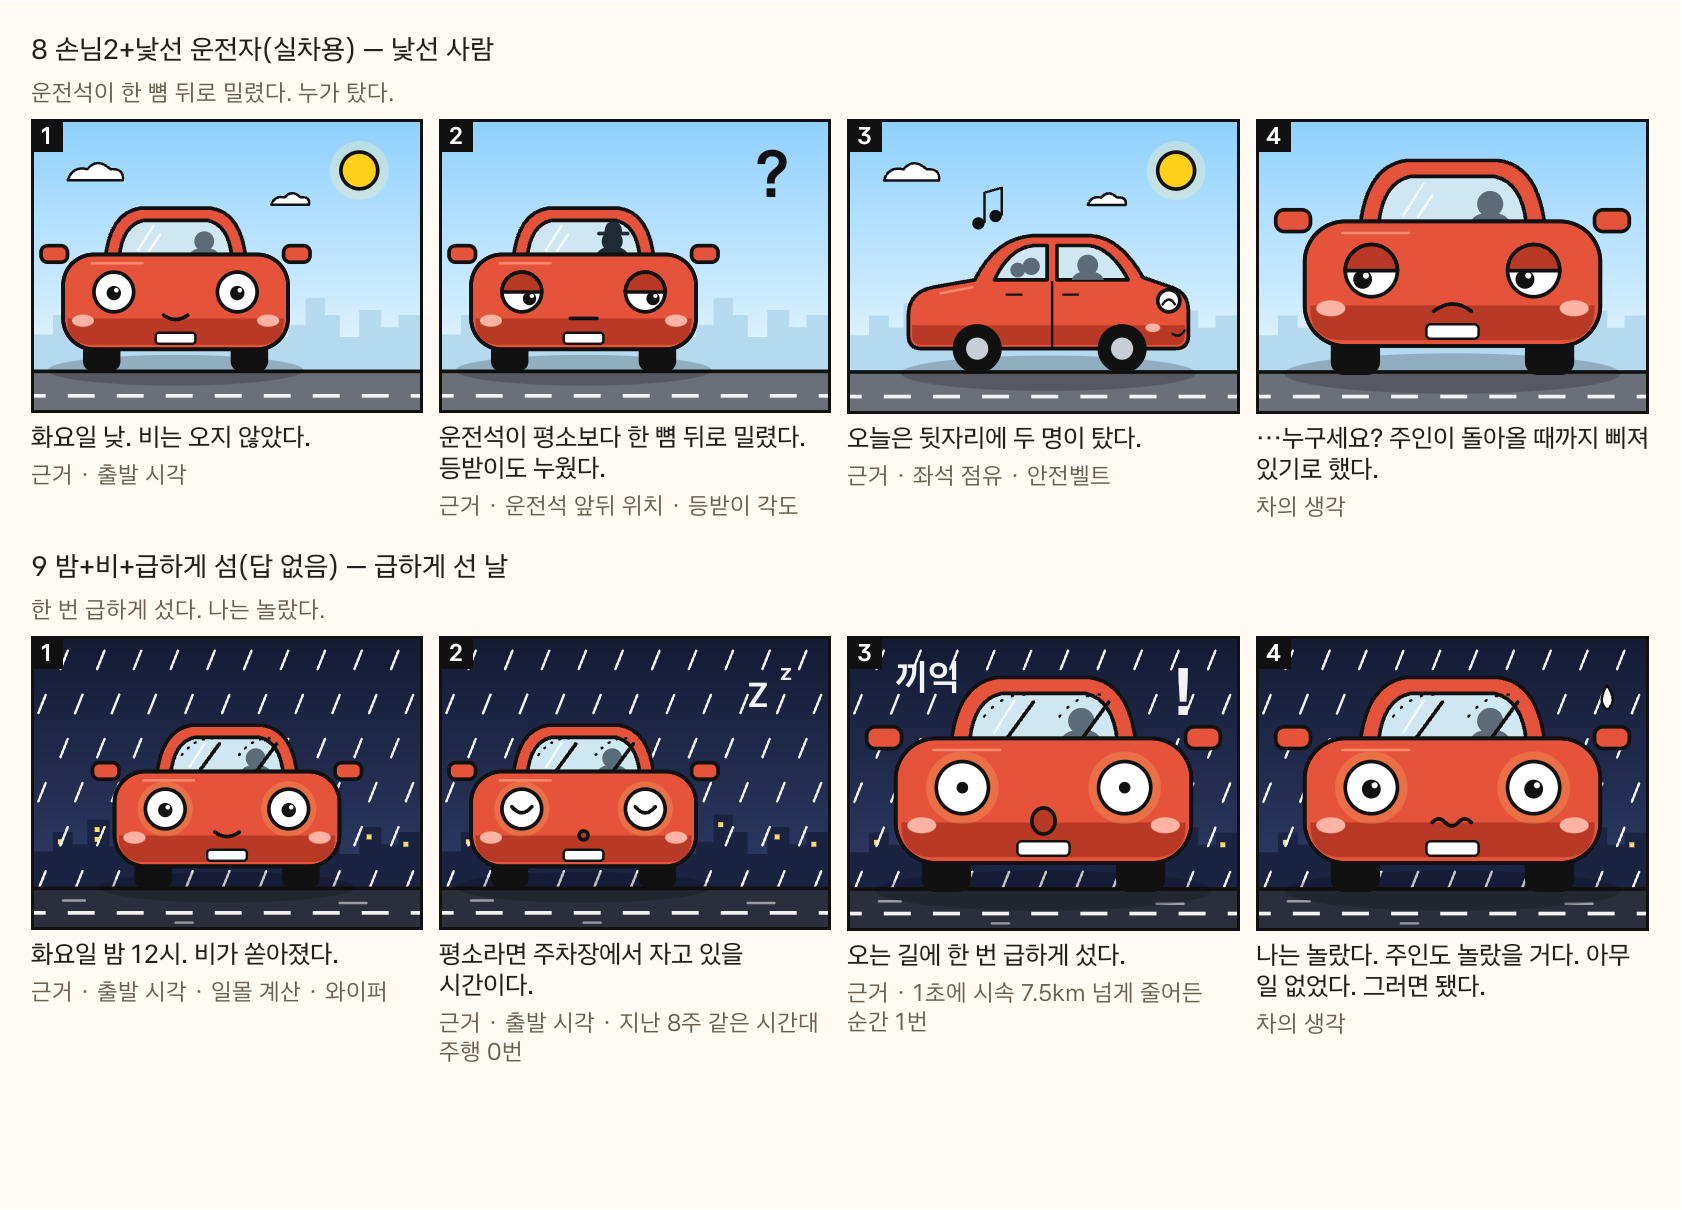 8 손님2+낯선 운전자(실차용) — 낯선 사람
운전석이 한 뼘 뒤로 밀렸다. 누가 탔다.
1
2
?
3
4
화요일 낮. 비는 오지 않았다.
근거 · 출발 시각
운전석이 평소보다 한 뼘 뒤로 밀렸다.
등받이도 누웠다.
근거 · 운전석 앞뒤 위치 · 등받이 각도
오늘은 뒷자리에 두 명이 탔다.
근거 · 좌석 점유 · 안전벨트
…누구세요? 주인이 돌아올 때까지 삐져
있기로 했다.
차의 생각
9 밤+비+급하게 섬(답 없음) — 급하게 선 날
한 번 급하게 섰다. 나는 놀랐다.
1
2
z
z
3
끼익
!
4
화요일 밤 12시. 비가 쏟아졌다.
근거 · 출발 시각 · 일몰 계산 · 와이퍼
평소라면 주차장에서 자고 있을
시간이다.
근거 · 출발 시각 · 지난 8주 같은 시간대
주행 0번
오는 길에 한 번 급하게 섰다.
근거 · 1초에 시속 7.5km 넘게 줄어든
순간 1번
나는 놀랐다. 주인도 놀랐을 거다. 아무
일 없었다. 그러면 됐다.
차의 생각